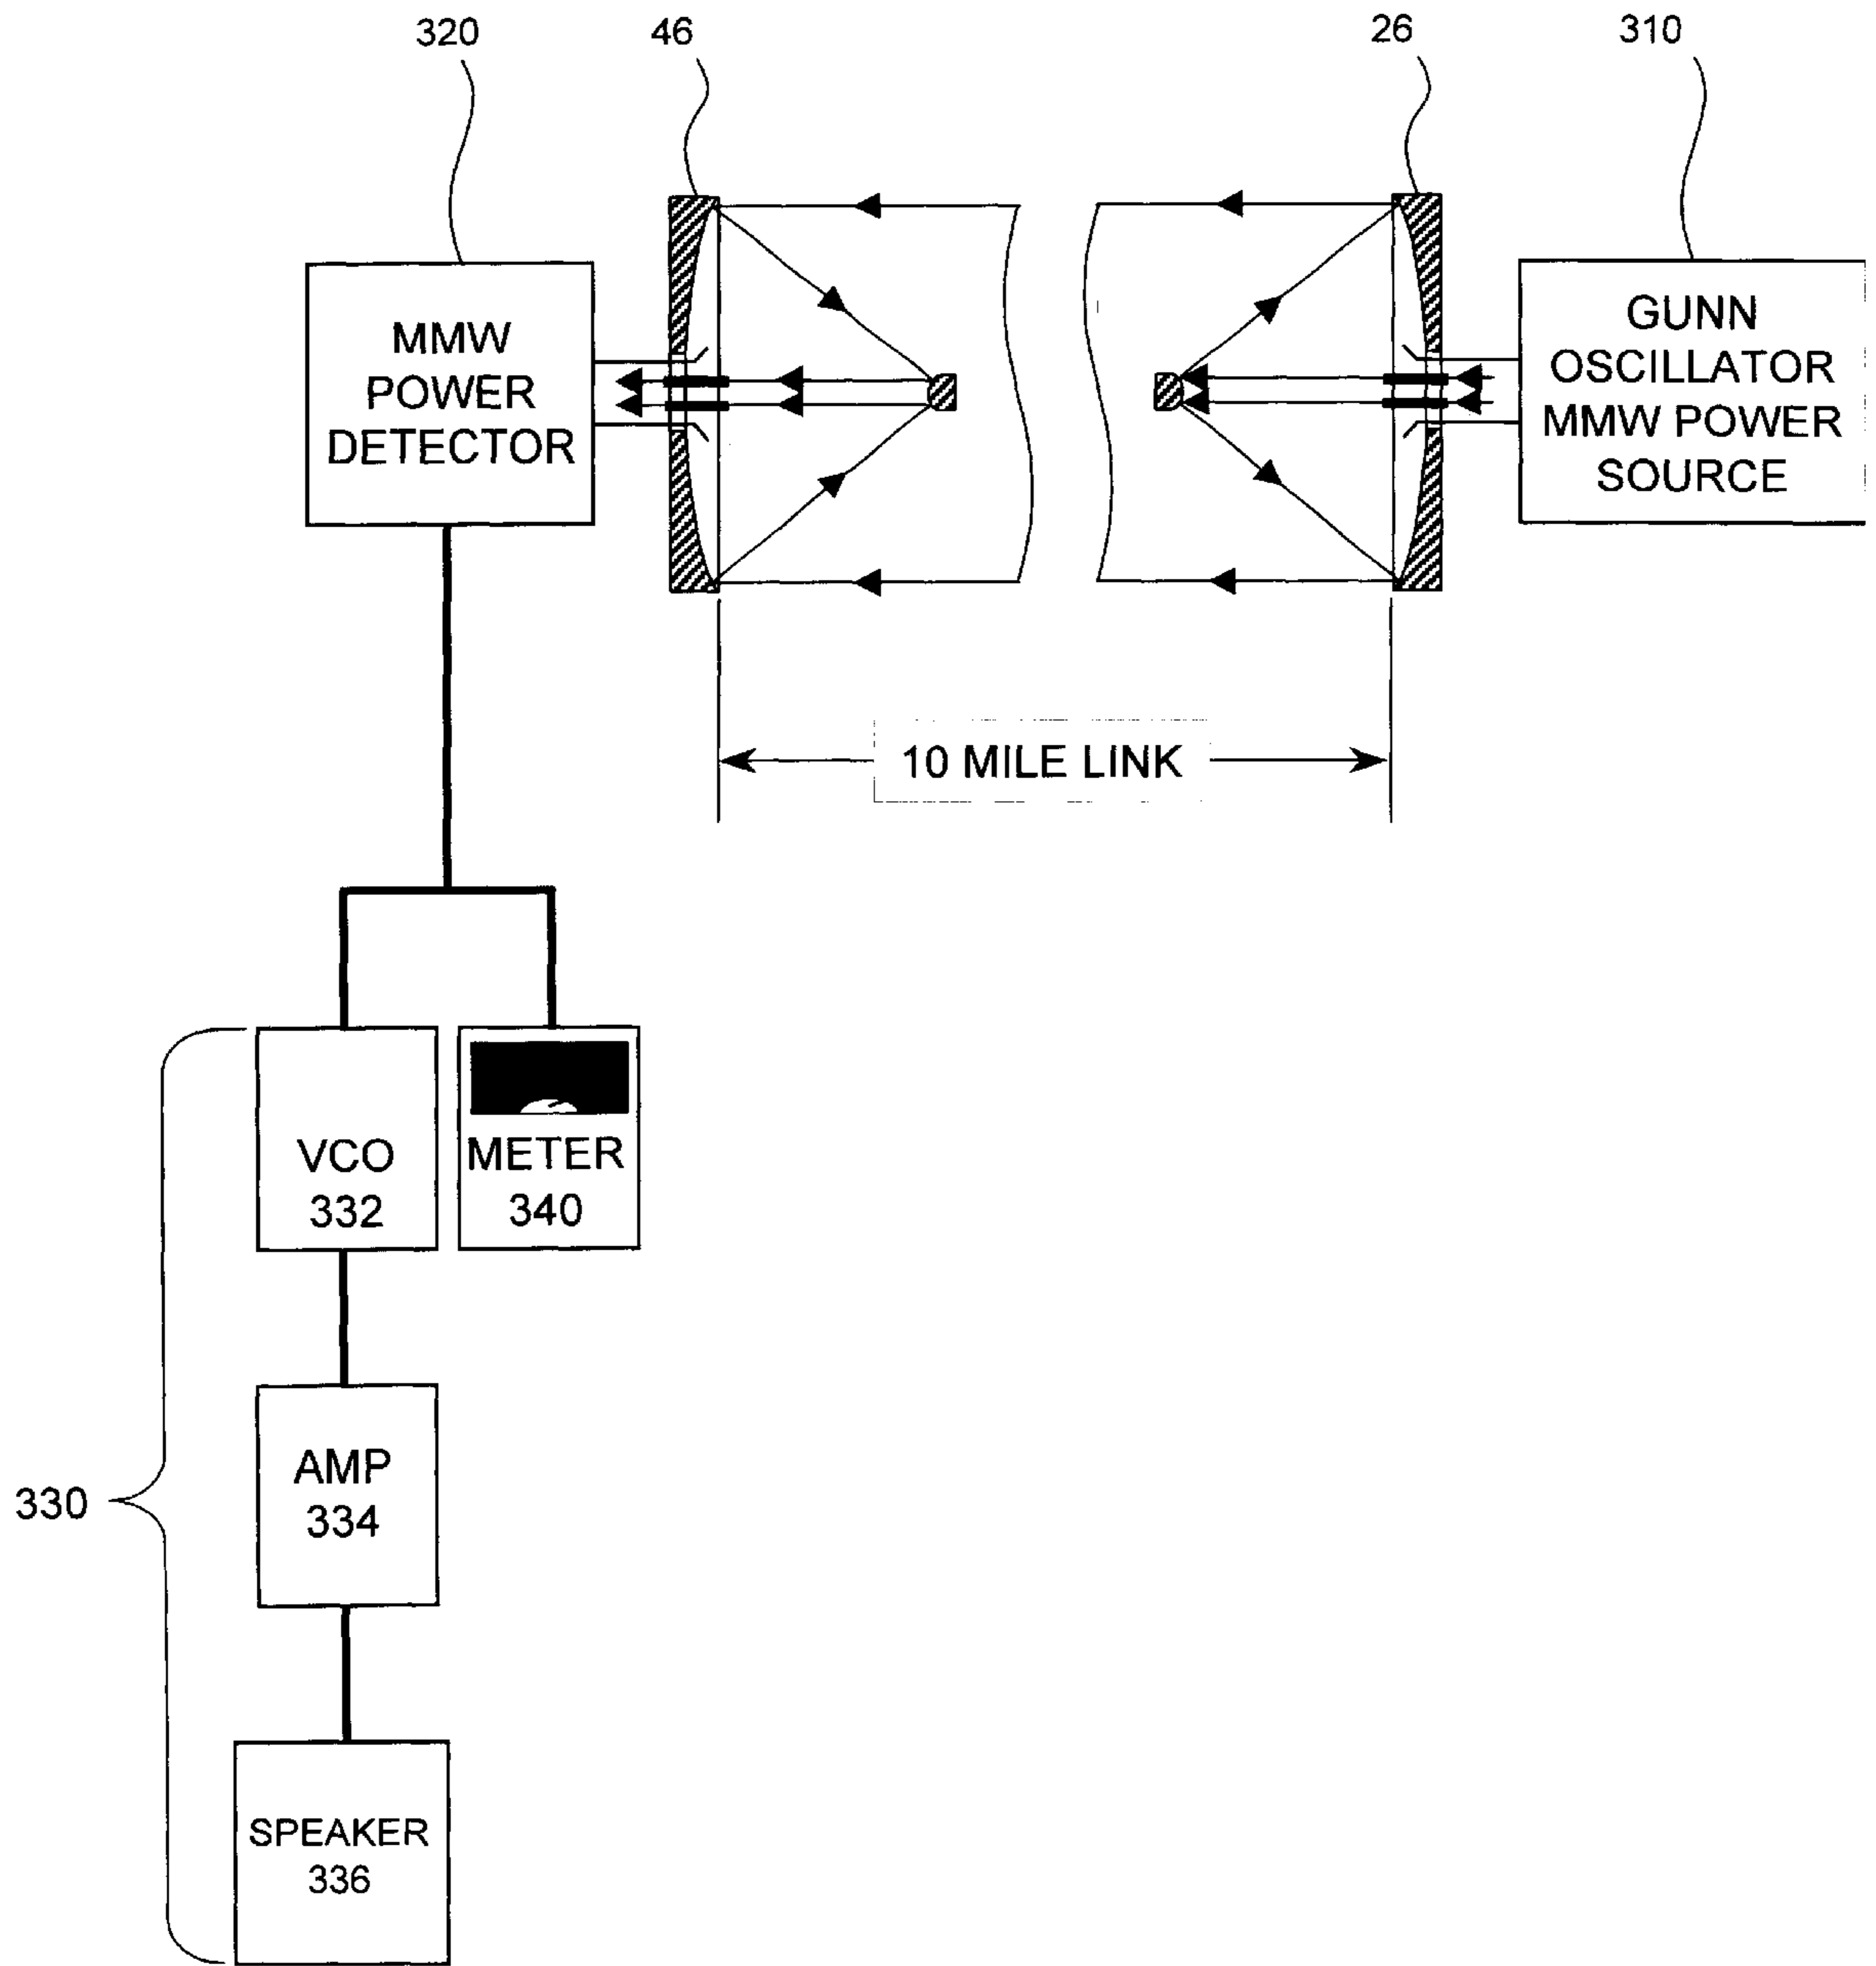 320
46
26
310
MMW
POWER
DETECTOR
GUNN
OSCILLATOR
MMW POWER
SOURCE
10 MILE LINK
VCO
332
METER
340
330
AMP
334
SPEAKER
336